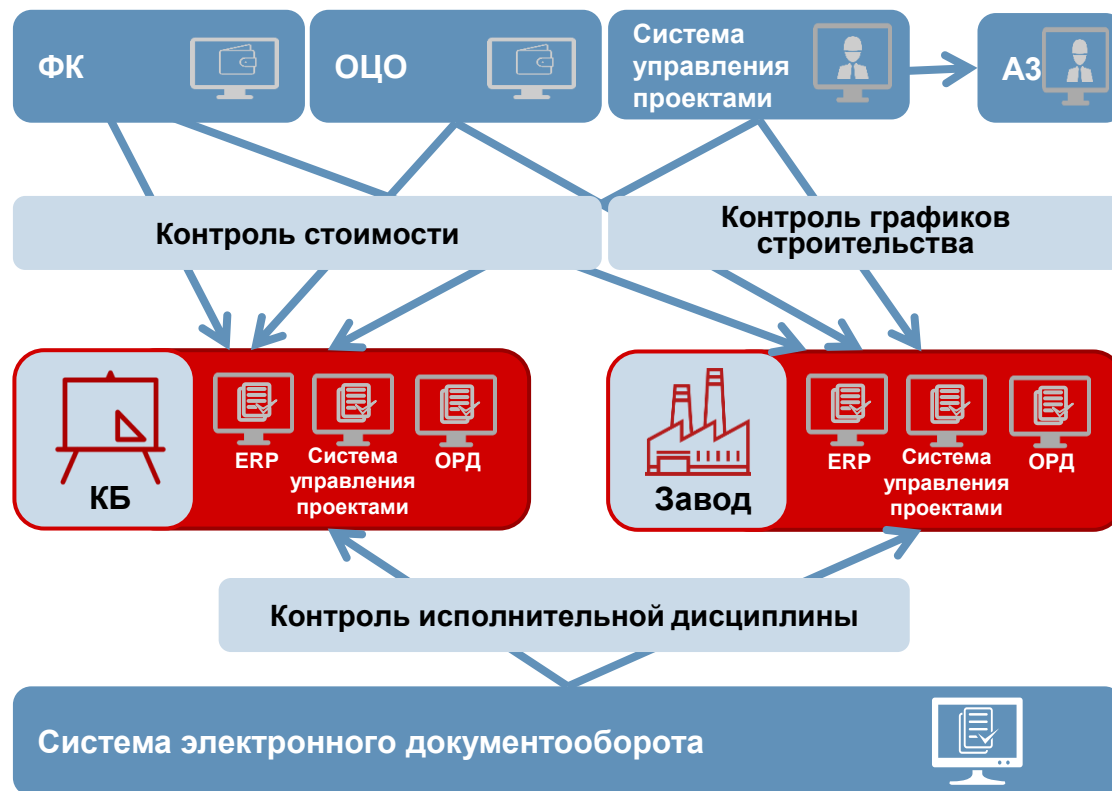 ФК
ОЦО
Система
управления
проектами
А3
Контроль стоимости
Контроль графиков
строительства
КБ
ERP
Система
управления
проектами
ОРД
Завод
ERP
Система
управления
проектами
ОРД
Контроль исполнительной дисциплины
Система электронного документооборота